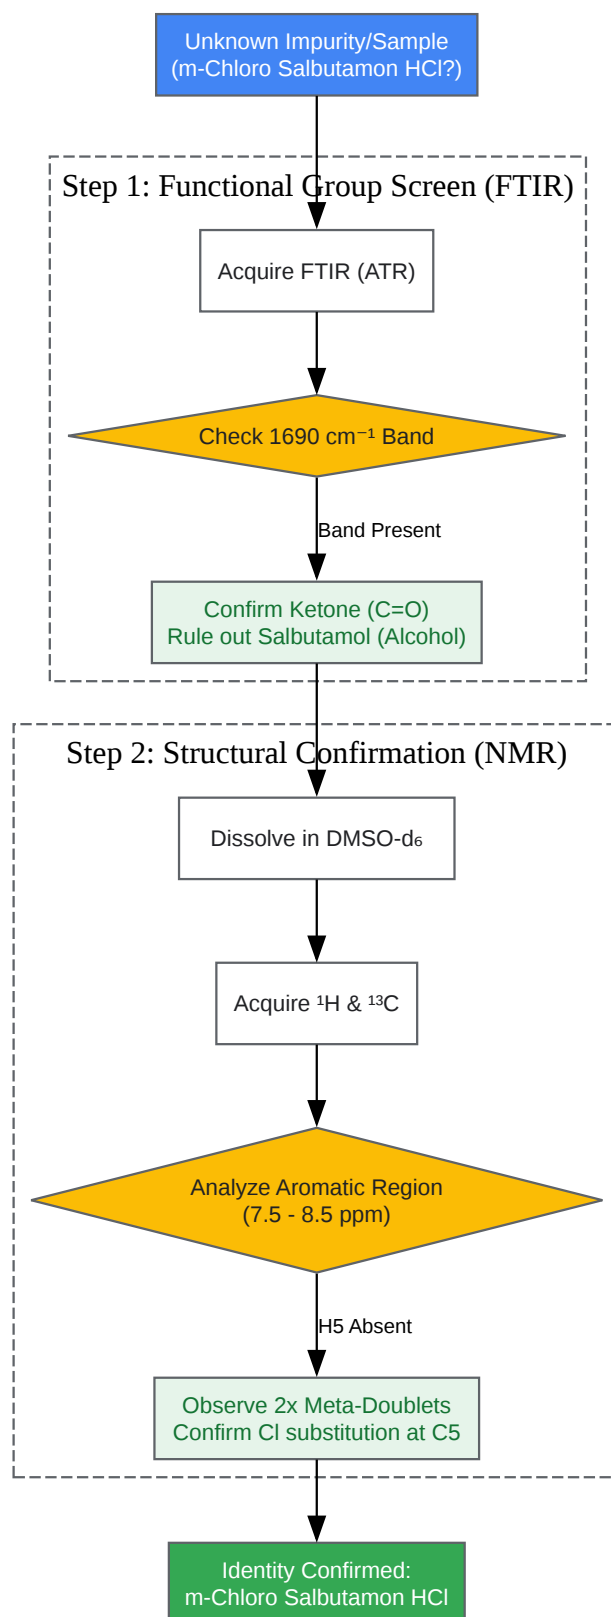 Unknown Impurity/Sample
(m-Chloro Salbutamon HCl?)
Step 1: Functional Group Screen (FTIR)
Acquire FTIR (ATR)
Check 1690 cm⁻¹ Band
Band Present
Confirm Ketone (C=O)
Rule out Salbutamol (Alcohol)
Step 2: Structural Confirmation (NMR)
Dissolve in DMSO-d₆
Acquire ¹H & ¹³C
Analyze Aromatic Region
(7.5 - 8.5 ppm)
H5 Absent
Observe 2x Meta-Doublets
Confirm Cl substitution at C5
Identity Confirmed:
m-Chloro Salbutamon HCl